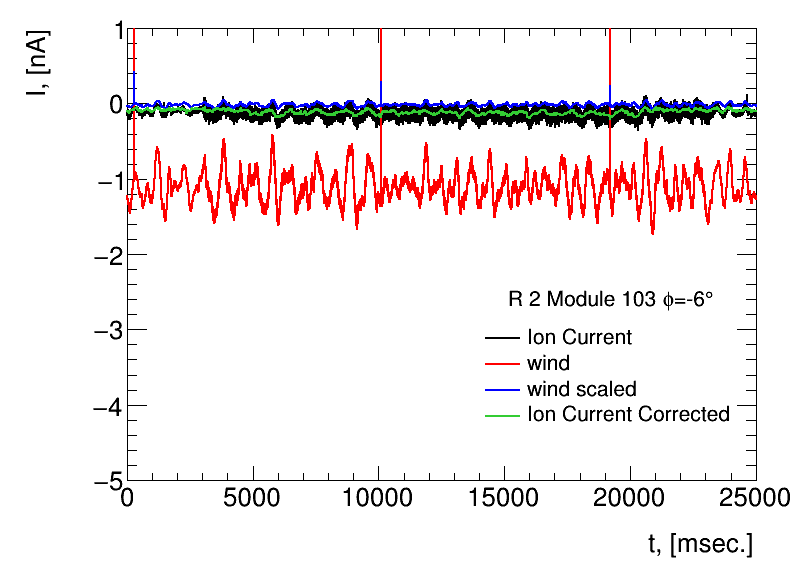 I, [nA]
1
0
−1
−2
−3
−4
−5
R 2 Module 103 ϕ=-6°
Ion Current
wind
wind scaled
Ion Current Corrected
0 5000 10000 15000 20000 25000
t, [msec.]